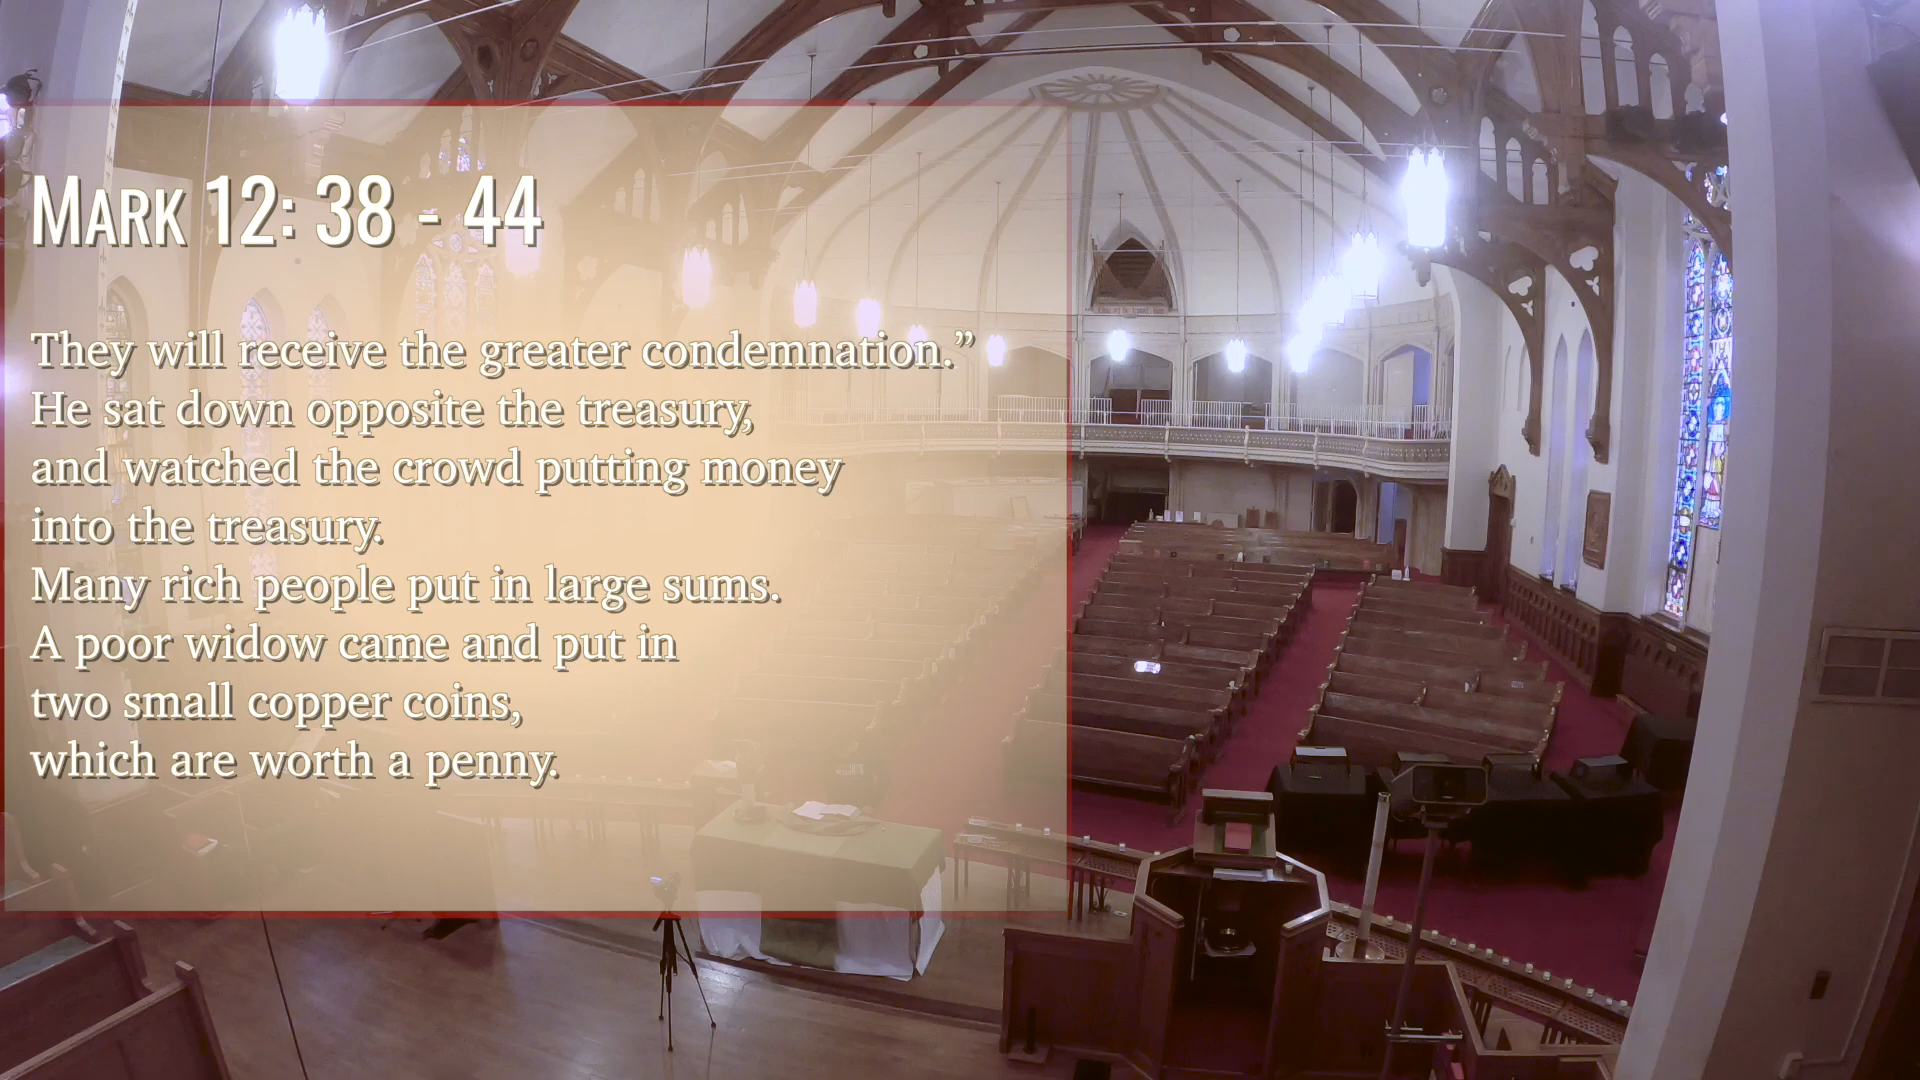 Mark 12: 38 - 44
They will receive the greater condemnation.”
He sat down opposite the treasury,
and watched the crowd putting money
into the treasury.
Many rich people put in large sums.
A poor widow came and put in
two small copper coins,
which are worth a penny.